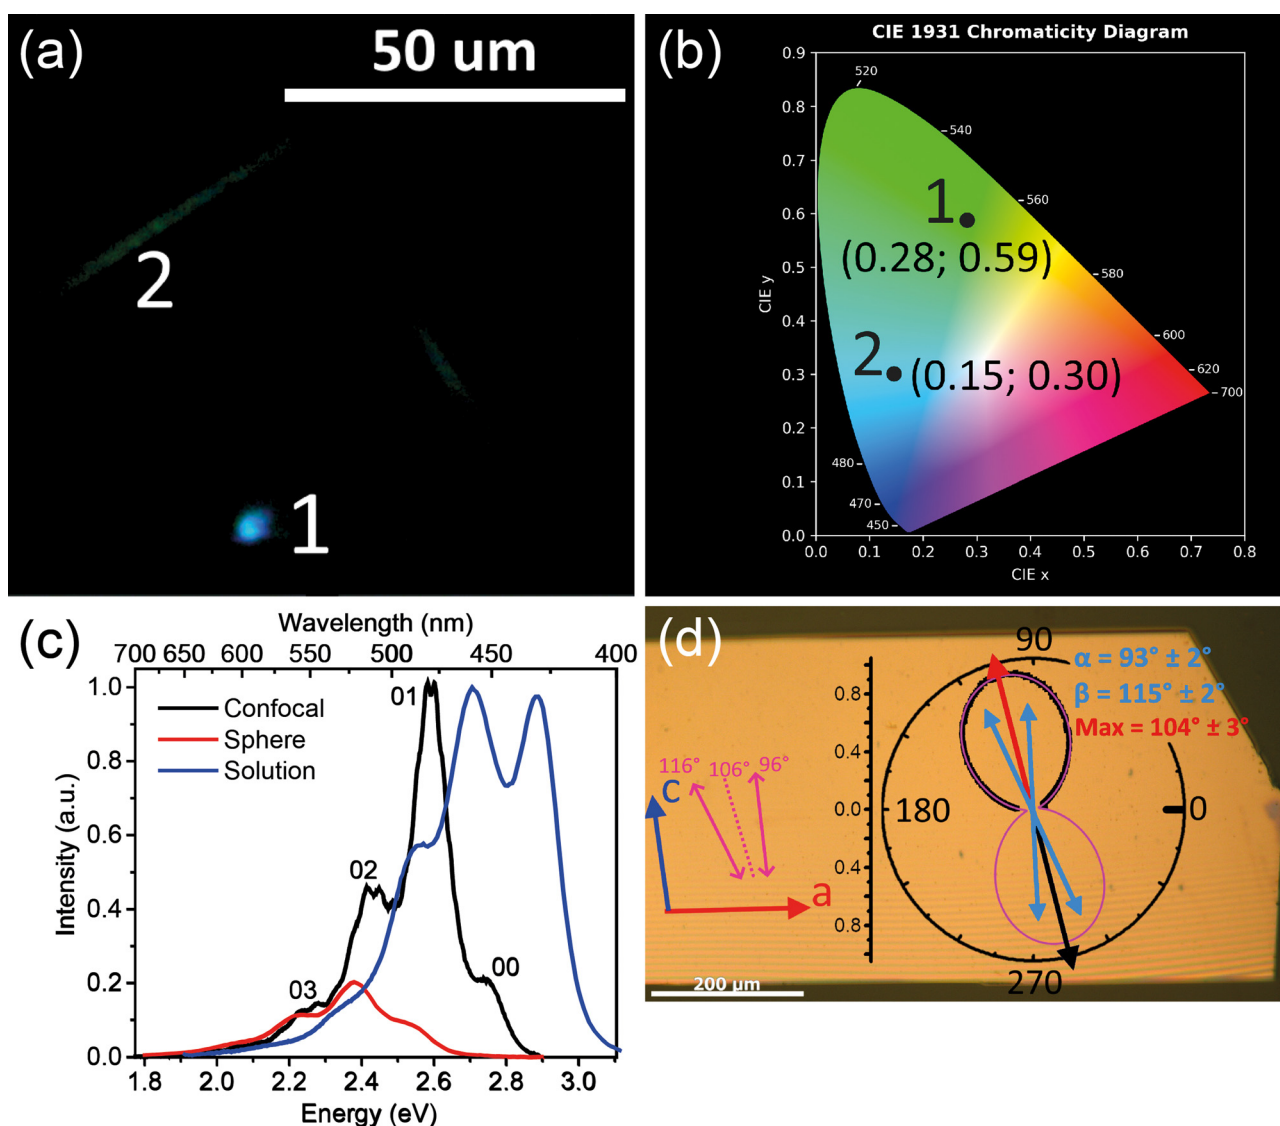 (a)
50 um
2
1
(b)
CIE 1931 Chromaticity Diagram
0.9
0.8
0.7
0.6
0.5
0.4
0.3
0.2
0.1
0.0
CIE y
0.0 0.1 0.2 0.3 0.4 0.5 0.6 0.7 0.8
CIE x
520
540
560
580
600
620
700
480
470
450
1
(0.28; 0.59)
2
(0.15; 0.30)
(c)
Wavelength (nm)
700 650 600 550 500 450 400
1.0
0.8
0.6
0.4
0.2
0.0
Intensity (a.u.)
Confocal
Sphere
Solution
01
02
00
03
1.8 2.0 2.2 2.4 2.6 2.8 3.0
Energy (eV)
(d)
90
α = 93° ± 2°
β = 115° ± 2°
Max = 104° ± 3°
0.8
0.4
0.0
0.4
0.8
180
0
270
116° 106° 96°
c
a
200 µm